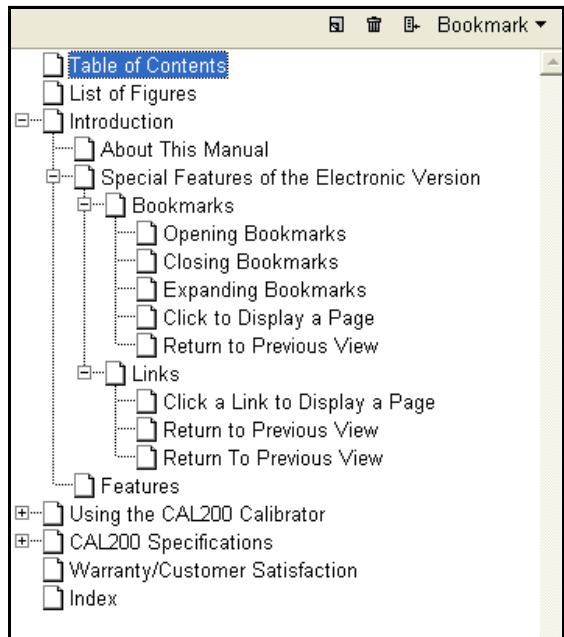 Bookmark
Table of Contents
List of Figures
Introduction
About This Manual
Special Features of the Electronic Version
Bookmarks
Opening Bookmarks
Closing Bookmarks
Expanding Bookmarks
Click to Display a Page
Return to Previous View
Links
Click a Link to Display a Page
Return to Previous View
Return To Previous View
Features
Using the CAL200 Calibrator
CAL200 Specifications
Warranty/Customer Satisfaction
Index